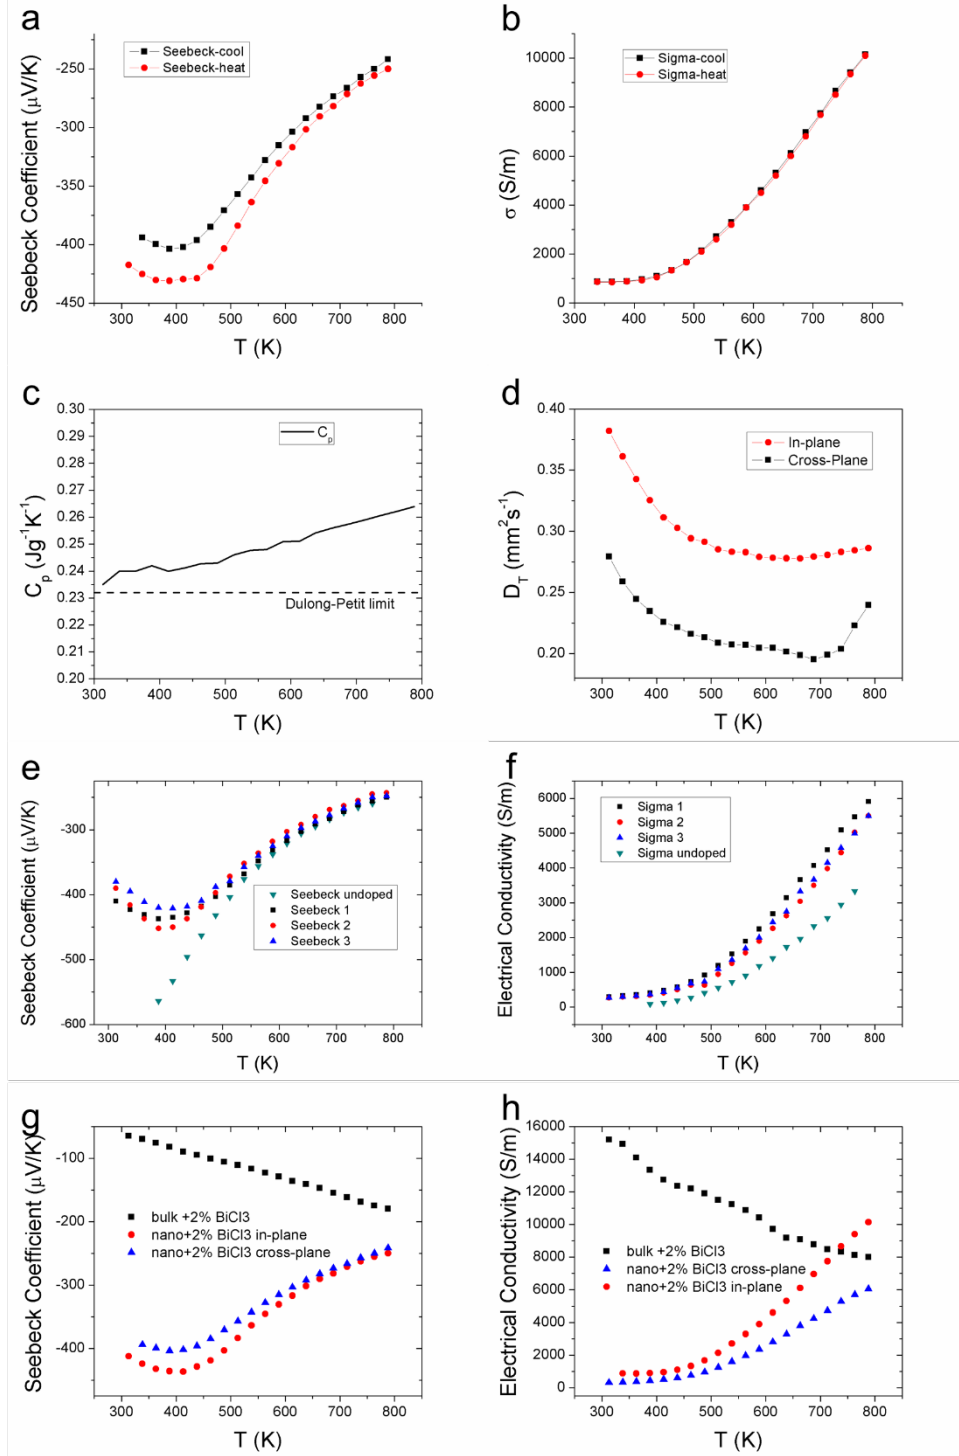 a
Seebeck-cool
Seebeck-heat
-250
-300
-350
-400
-450
Seebeck Coefficient (μV/K)
300 400 500 600 700 800
T (K)
b
Sigma-cool
Sigma-heat
10000
8000
6000
4000
2000
0
σ (S/m)
300 400 500 600 700 800
T (K)
c
Cp
0.30
0.29
0.28
0.27
0.26
0.25
0.24
0.23
0.22
0.21
0.20
Cp (Jg⁻¹K⁻¹)
Dulong-Petit limit
300 400 500 600 700 800
T (K)
d
In-plane
Cross-Plane
0.40
0.35
0.30
0.25
0.20
DT (mm²s⁻¹)
300 400 500 600 700 800
T (K)
e
-300
-400
-500
-600
Seebeck Coefficient (μV/K)
Seebeck undoped
Seebeck 1
Seebeck 2
Seebeck 3
300 400 500 600 700 800
T (K)
f
Sigma 1
Sigma 2
Sigma 3
Sigma undoped
6000
5000
4000
3000
2000
1000
0
Electrical Conductivity (S/m)
300 400 500 600 700 800
T (K)
g
-100
-200
-300
-400
Seebeck Coefficient (μV/K)
bulk +2% BiCl3
nano+2% BiCl3 in-plane
nano+2% BiCl3 cross-plane
300 400 500 600 700 800
T (K)
h
16000
14000
12000
10000
8000
6000
4000
2000
0
Electrical Conductivity (S/m)
bulk +2% BiCl3
nano+2% BiCl3 cross-plane
nano+2% BiCl3 in-plane
300 400 500 600 700 800
T (K)